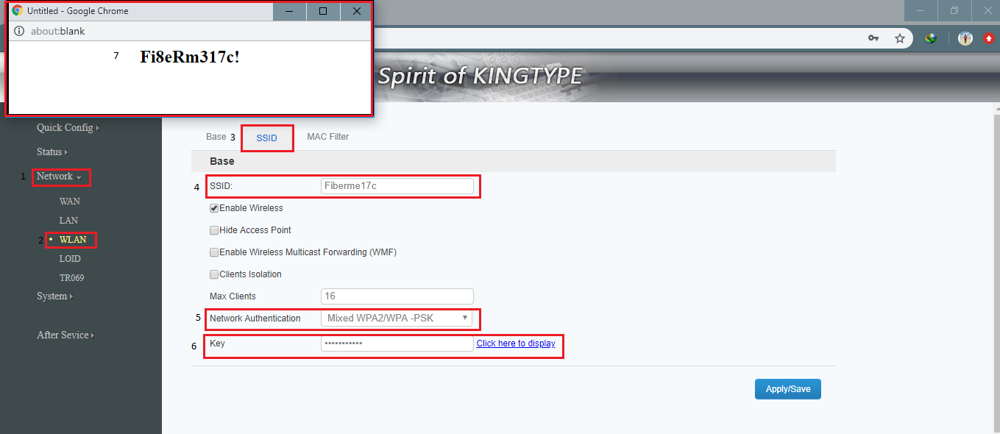 Untitled - Google Chrome
about:blank
7 Fi8eRm317c!
Spirit of KINGTYPE
Quick Config
Status
1 Network
WAN
LAN
2 WLAN
LOID
TR069
System
After Sevice
Base 3 SSID MAC Filter
Base
4 SSID: Fiberme17c
Enable Wireless
Hide Access Point
Enable Wireless Multicast Forwarding (WMF)
Clients Isolation
Max Clients 16
5 Network Authentication Mixed WPA2/WPA -PSK
6 Key ••••••••••• Click here to display
Apply/Save